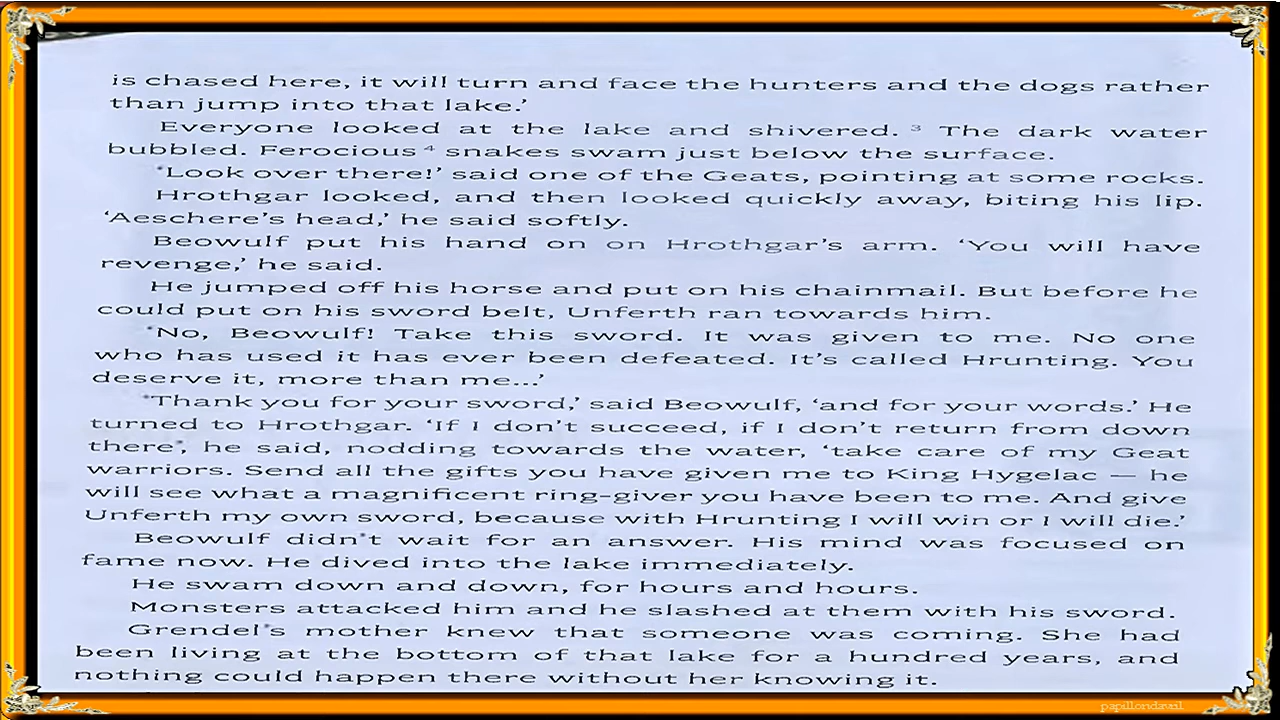 is chased here, it will turn and face the hunters and the dogs rather
than jump into that lake.’
Everyone looked at the lake and shivered. ³ The dark water
bubbled. Ferocious ⁴ snakes swam just below the surface.
‘Look over there!’ said one of the Geats, pointing at some rocks.
Hrothgar looked, and then looked quickly away, biting his lip.
‘Aeschere’s head,’ he said softly.
Beowulf put his hand on on Hrothgar’s arm. ‘You will have
revenge,’ he said.
He jumped off his horse and put on his chainmail. But before he
could put on his sword belt, Unferth ran towards him.
‘No, Beowulf! Take this sword. It was given to me. No one
who has used it has ever been defeated. It’s called Hrunting. You
deserve it, more than me...’
‘Thank you for your sword,’ said Beowulf, ‘and for your words.’ He
turned to Hrothgar. ‘If I don’t succeed, if I don’t return from down
there’, he said, nodding towards the water, ‘take care of my Geat
warriors. Send all the gifts you have given me to King Hygelac — he
will see what a magnificent ring-giver you have been to me. And give
Unferth my own sword, because with Hrunting I will win or I will die.’
Beowulf didn’t wait for an answer. His mind was focused on
fame now. He dived into the lake immediately.
He swam down and down, for hours and hours.
Monsters attacked him and he slashed at them with his sword.
Grendel’s mother knew that someone was coming. She had
been living at the bottom of that lake for a hundred years, and
nothing could happen there without her knowing it.
papillondzvail